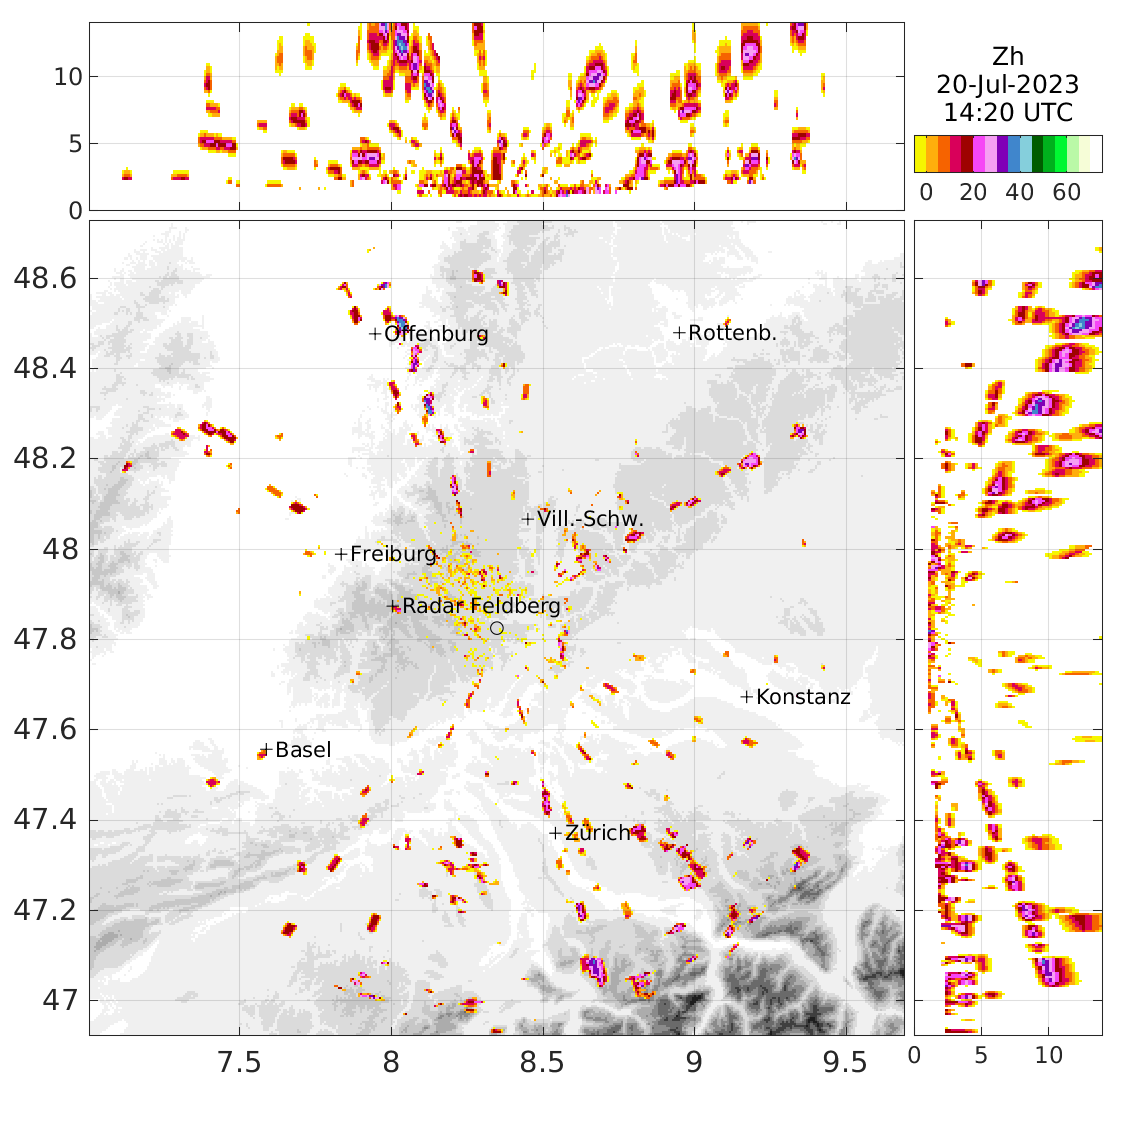 Zh
20-Jul-2023
14:20 UTC
0 20 40 60
10
5
0
48.6
48.4
48.2
48
47.8
47.6
47.4
47.2
47
Offenburg
Rottenb.
Vill.-Schw.
Freiburg
Radar Feldberg
Konstanz
Basel
Zürich
7.5 8 8.5 9 9.5
0 5 10